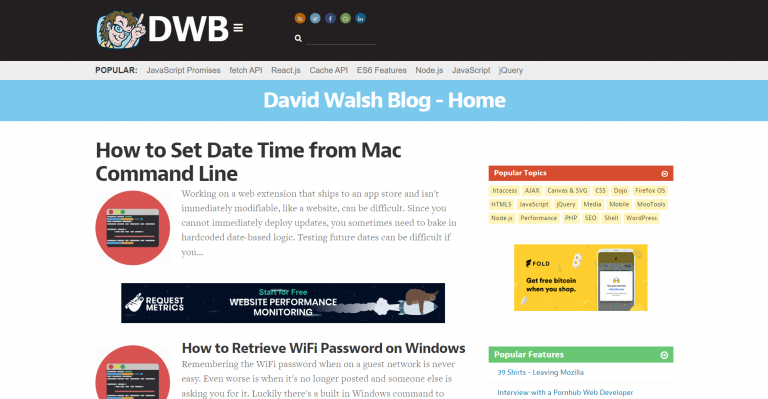 DWB
POPULAR: JavaScript Promises fetch API React.js Cache API ES6 Features Node.js JavaScript jQuery
David Walsh Blog - Home
How to Set Date Time from Mac
Command Line
Working on a web extension that ships to an app store and isn't
immediately modifiable, like a website, can be difficult. Since you
cannot immediately deploy updates, you sometimes need to bake in
hardcoded date-based logic. Testing future dates can be difficult if
you...
REQUEST
METRICS
Start for Free
WEBSITE PERFORMANCE
MONITORING
How to Retrieve WiFi Password on Windows
Remembering the WiFi password when on a guest network is never
easy. Even worse is when it's no longer posted and someone else is
asking you for it. Luckily there's a built in Windows command to
Popular Topics
.htaccess AJAX Canvas & SVG CSS Dojo Firefox OS
HTML5 JavaScript jQuery Media Mobile MooTools
Node.js Performance PHP SEO Shell WordPress
FOLD
Get free bitcoin
when you shop.
Popular Features
39 Shirts - Leaving Mozilla
Interview with a Pornhub Web Developer